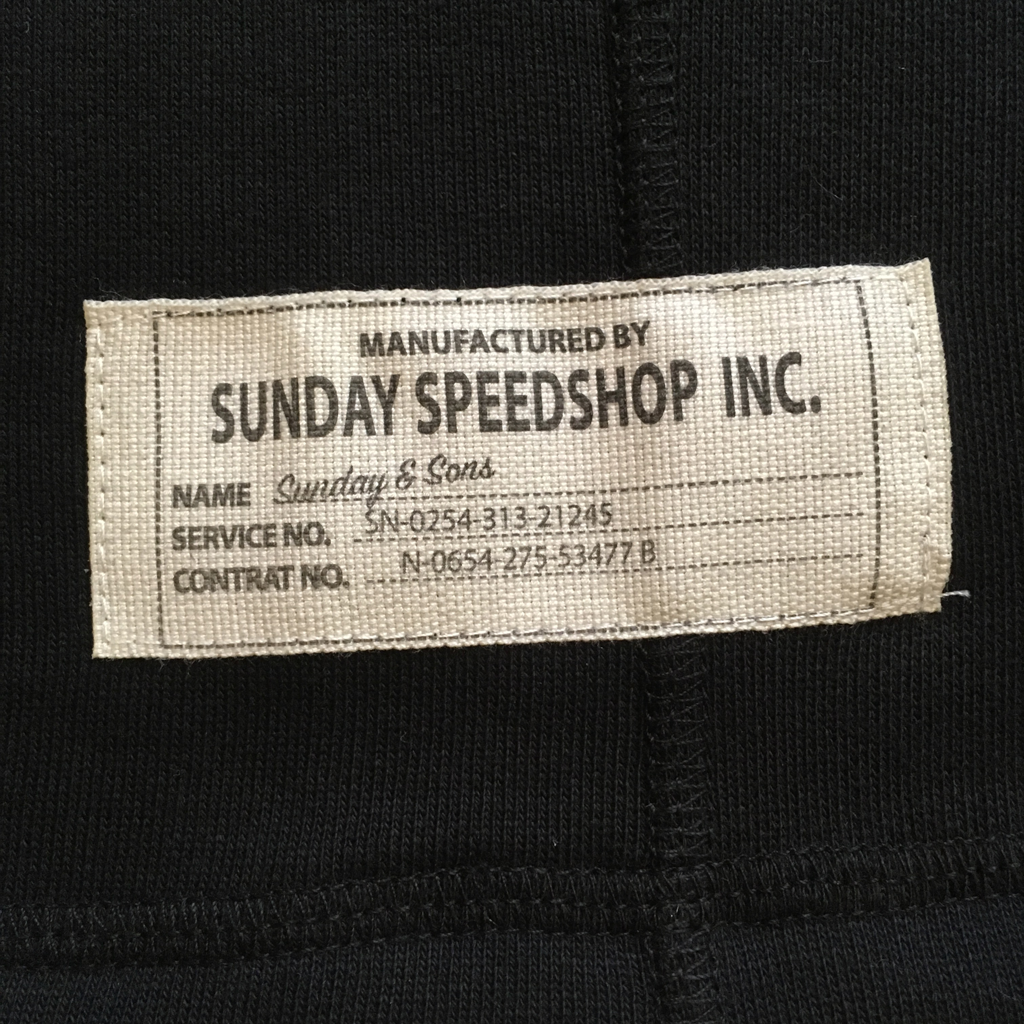 MANUFACTURED BY
SUNDAY SPEEDSHOP INC.
NAME Sunday & Sons
SERVICE NO. SN-0254-313-21245
CONTRAT NO. N-0654-275-53477 B